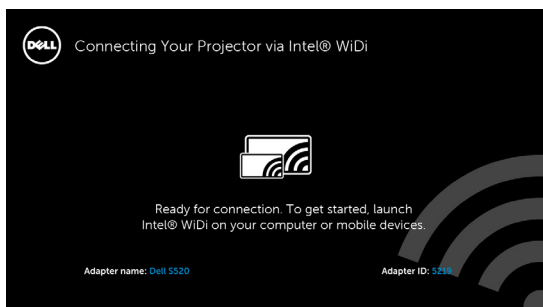 DELL
Connecting Your Projector via Intel® WiDi
Ready for connection. To get started, launch
Intel® WiDi on your computer or mobile devices.
Adapter name: Dell S520
Adapter ID: 5219